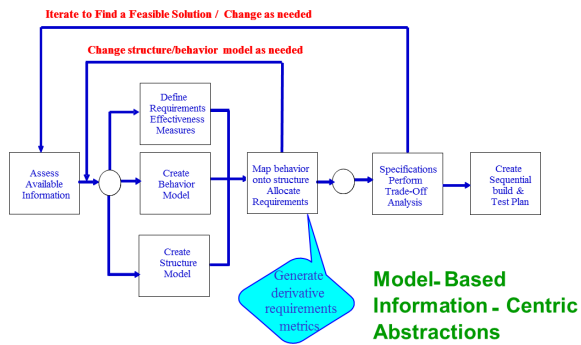 Iterate to Find a Feasible Solution / Change as needed
Change structure/behavior model as needed
Define
Requirements
Effectiveness
Measures
Assess
Available
Information
Create
Behavior
Model
Map behavior
onto structure
Allocate
Requirements
Specifications
Perform
Trade-Off
Analysis
Create
Sequential
build &
Test Plan
Create
Structure
Model
Generate
derivative
requirements
metrics
Model-Based
Information - Centric
Abstractions